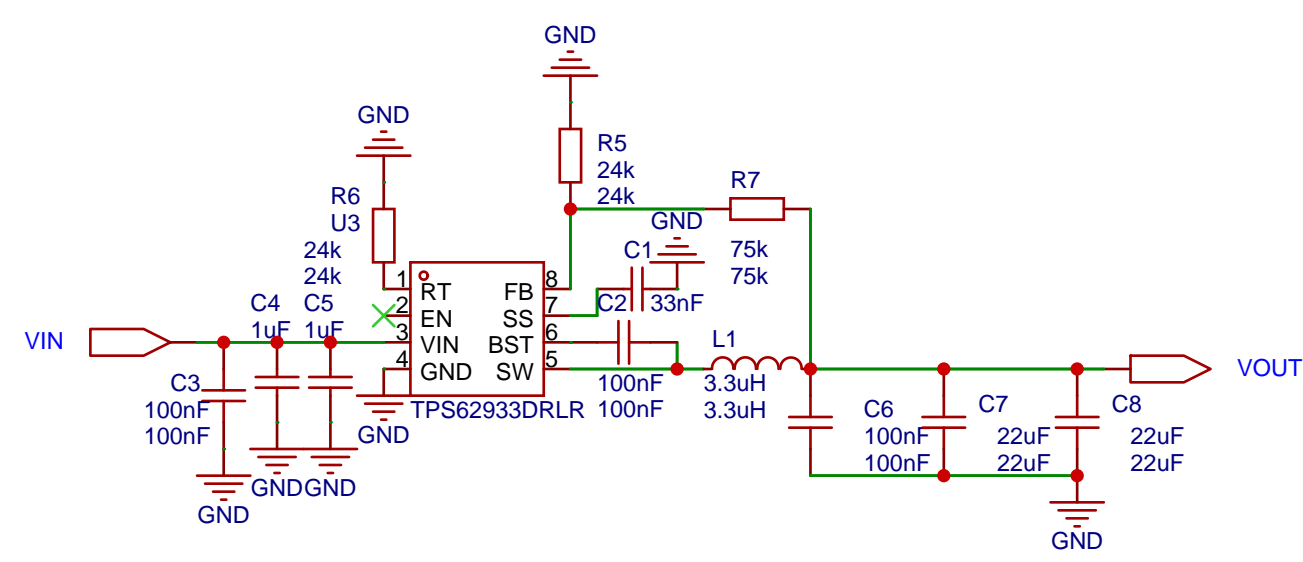 GND
GND
R5
24k
24k
R7
75k
75k
R6
U3
24k
24k
GND
C1
33nF
C2
100nF
100nF
1
RT
2
EN
3
VIN
4
GND
8
FB
7
SS
6
BST
5
SW
TPS62933DRLR
C4
1uF
C5
1uF
VIN
C3
100nF
100nF
GND
GND
GND
GND
L1
3.3uH
3.3uH
VOUT
C6
100nF
100nF
C7
22uF
22uF
C8
22uF
22uF
GND